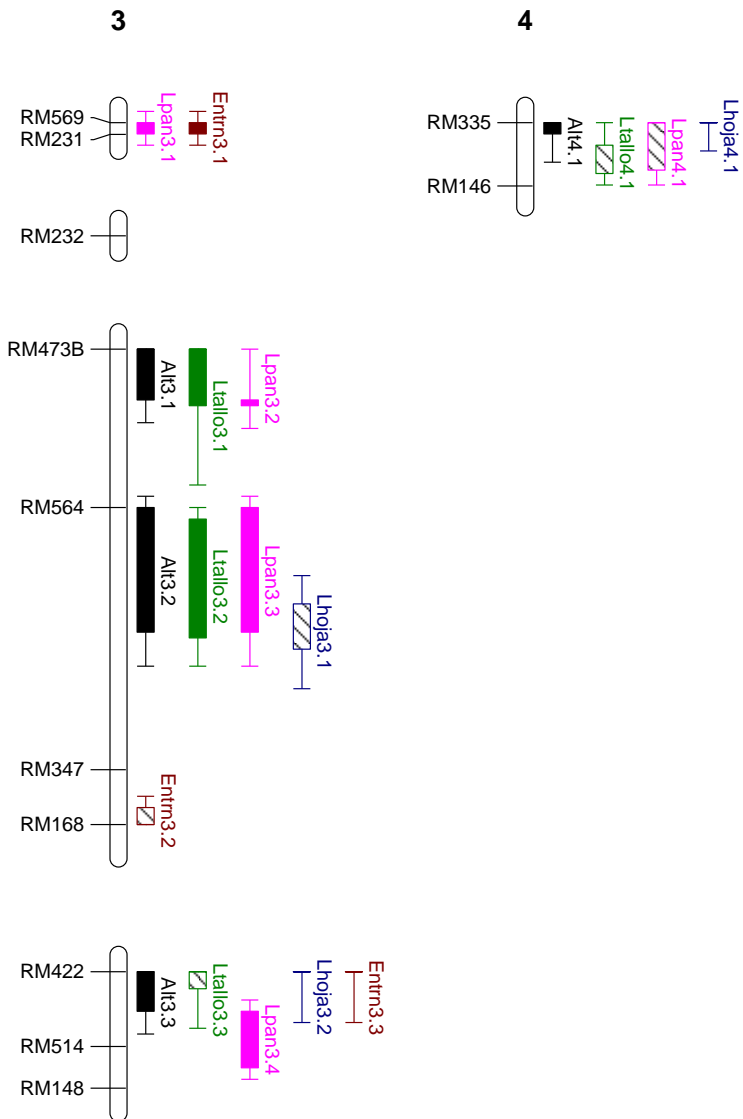 3
4
RM569
RM231
Lpan3.1
Entrn3.1
RM335
RM146
Alt4.1
Ltallo4.1
Lpan4.1
Lhoja4.1
RM232
RM473B
Alt3.1
Ltallo3.1
Lpan3.2
RM564
Alt3.2
Ltallo3.2
Lpan3.3
Lhoja3.1
RM347
RM168
Entrn3.2
RM422
RM514
RM148
Alt3.3
Ltallo3.3
Lpan3.4
Lhoja3.2
Entrn3.3